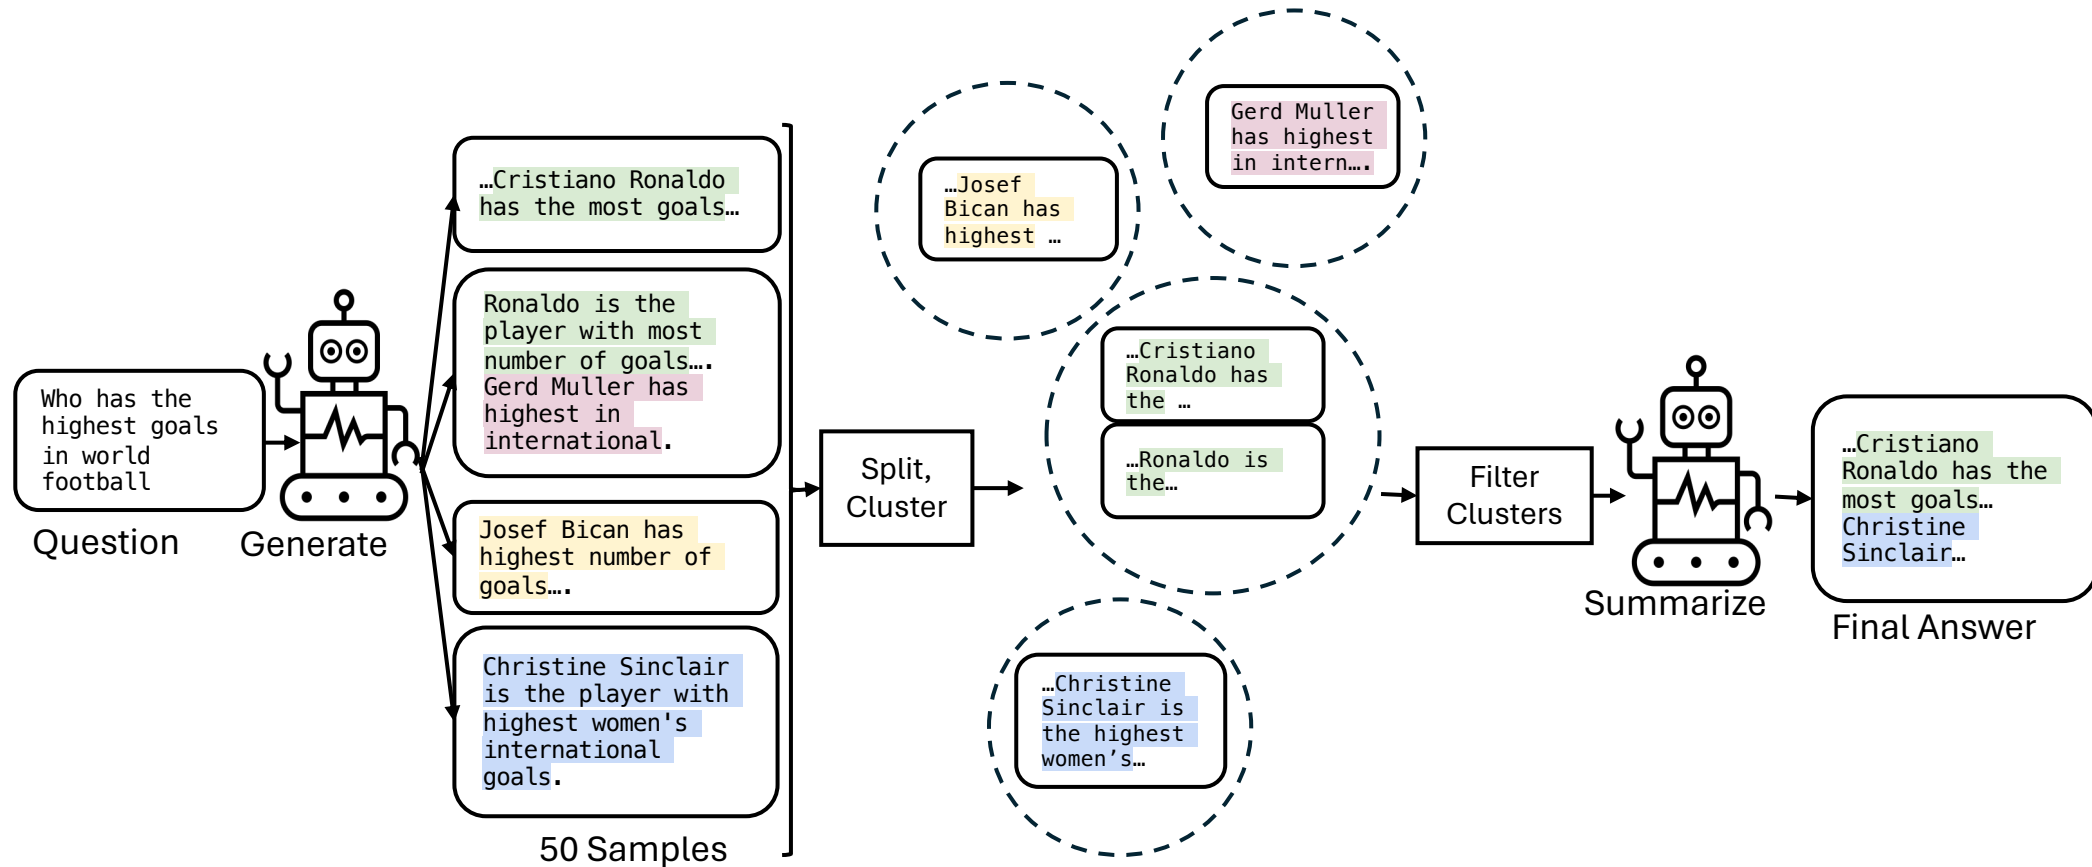 Who has the
highest goals
in world
football
Question
Generate
…Cristiano Ronaldo
has the most goals…
Ronaldo is the
player with most
number of goals….
Gerd Muller has
highest in
international.
Josef Bican has
highest number of
goals….
Christine Sinclair
is the player with
highest women's
international
goals.
50 Samples
Split,
Cluster
…Josef
Bican has
highest …
Gerd Muller
has highest
in intern….
…Cristiano
Ronaldo has
the …
…Ronaldo is
the…
…Christine
Sinclair is
the highest
women’s…
Filter
Clusters
Summarize
…Cristiano
Ronaldo has the
most goals…
Christine
Sinclair…
Final Answer